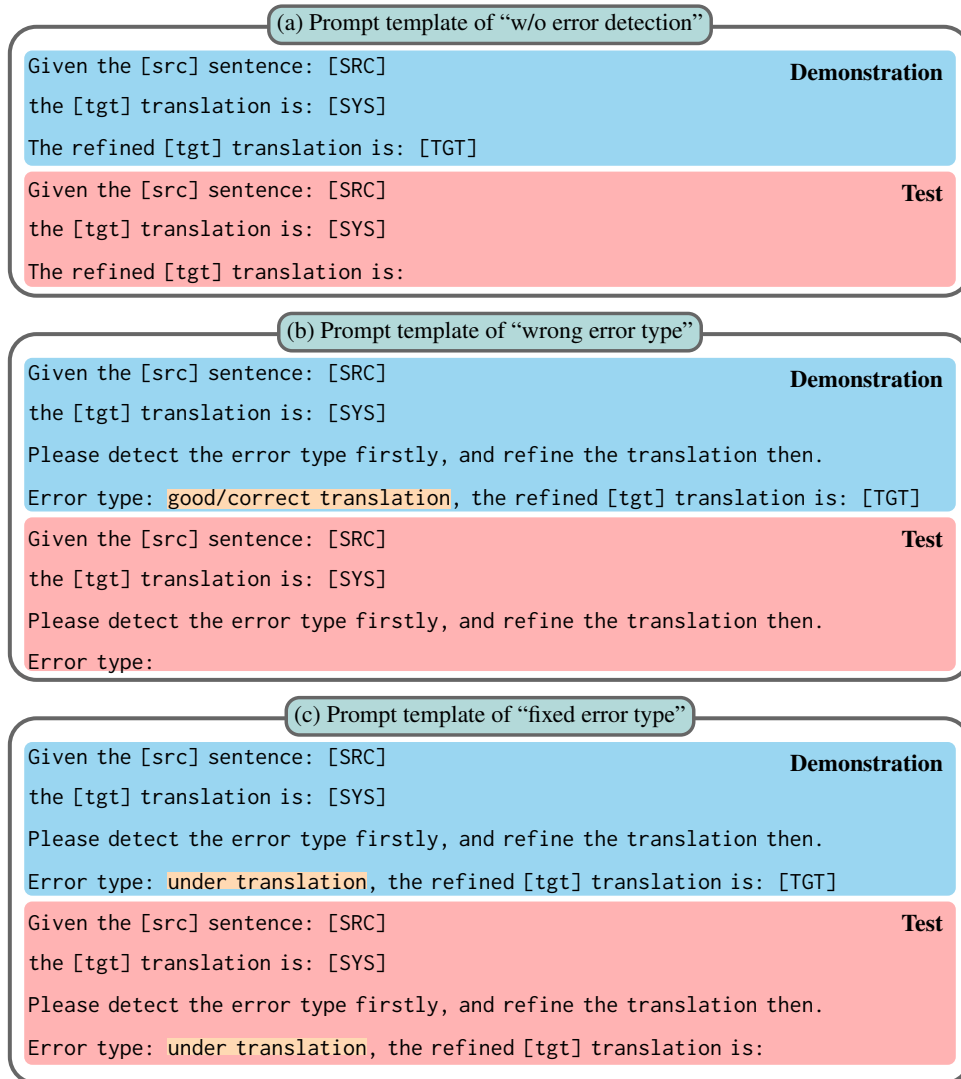 (a) Prompt template of “w/o error detection”
Given the [src] sentence: [SRC]
Demonstration
the [tgt] translation is: [SYS]
The refined [tgt] translation is: [TGT]
Given the [src] sentence: [SRC]
Test
the [tgt] translation is: [SYS]
The refined [tgt] translation is:
(b) Prompt template of “wrong error type”
Given the [src] sentence: [SRC]
Demonstration
the [tgt] translation is: [SYS]
Please detect the error type firstly, and refine the translation then.
Error type: good/correct translation, the refined [tgt] translation is: [TGT]
Given the [src] sentence: [SRC]
Test
the [tgt] translation is: [SYS]
Please detect the error type firstly, and refine the translation then.
Error type:
(c) Prompt template of “fixed error type”
Given the [src] sentence: [SRC]
Demonstration
the [tgt] translation is: [SYS]
Please detect the error type firstly, and refine the translation then.
Error type: under translation, the refined [tgt] translation is: [TGT]
Given the [src] sentence: [SRC]
Test
the [tgt] translation is: [SYS]
Please detect the error type firstly, and refine the translation then.
Error type: under translation, the refined [tgt] translation is: